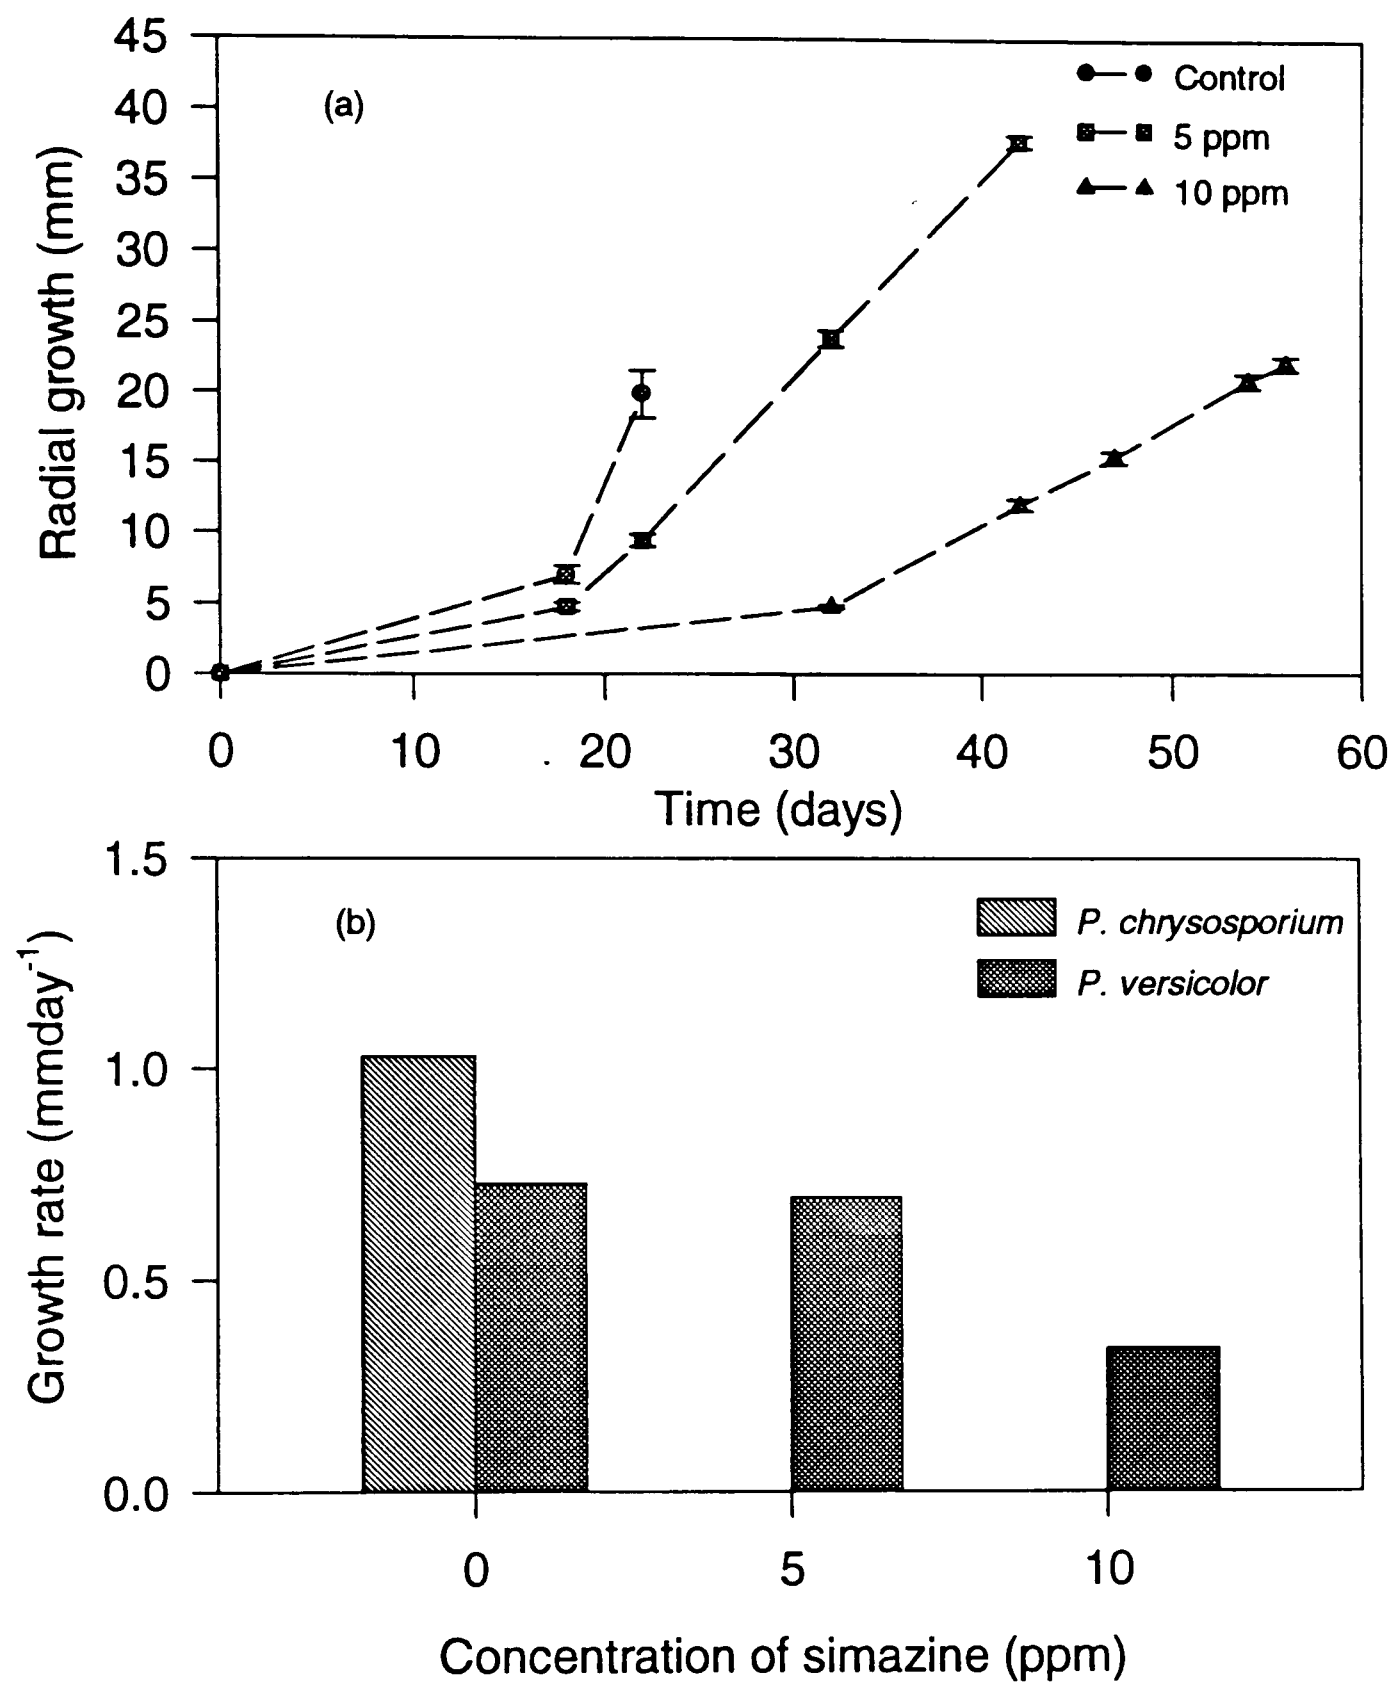 45
40
35
30
25
20
15
10
5
0
Radial growth (mm)
(a)
Control
5 ppm
10 ppm
0 10 20 30 40 50 60
Time (days)
1.5
1.0
0.5
0.0
Growth rate (mmday-1)
(b)
P. chrysosporium
P. versicolor
0 5 10
Concentration of simazine (ppm)